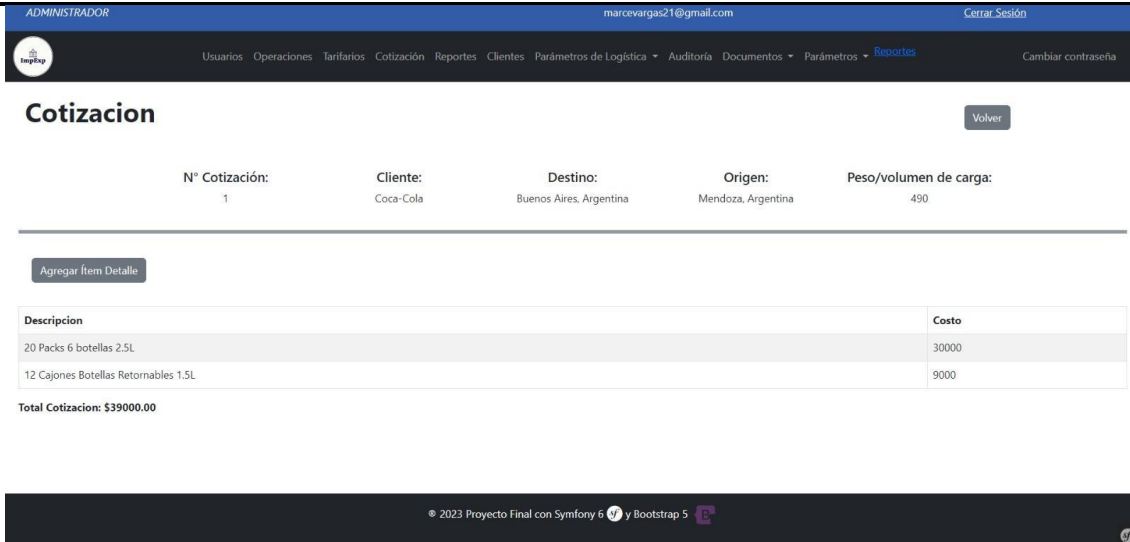 ADMINISTRADOR marcevargas21@gmail.com Cerrar Sesión
ImpExp Usuarios Operaciones Tarifarios Cotización Reportes Clientes Parámetros de Logística Auditoría Documentos Parámetros Reportes Cambiar contraseña
Cotizacion Volver
N° Cotización: Cliente: Destino: Origen: Peso/volumen de carga:
1 Coca-Cola Buenos Aires, Argentina Mendoza, Argentina 490
Agregar Ítem Detalle
Descripcion Costo
20 Packs 6 botellas 2.5L 30000
12 Cajones Botellas Retornables 1.5L 9000
Total Cotizacion: $39000.00
® 2023 Proyecto Final con Symfony 6 sf y Bootstrap 5 B
sf